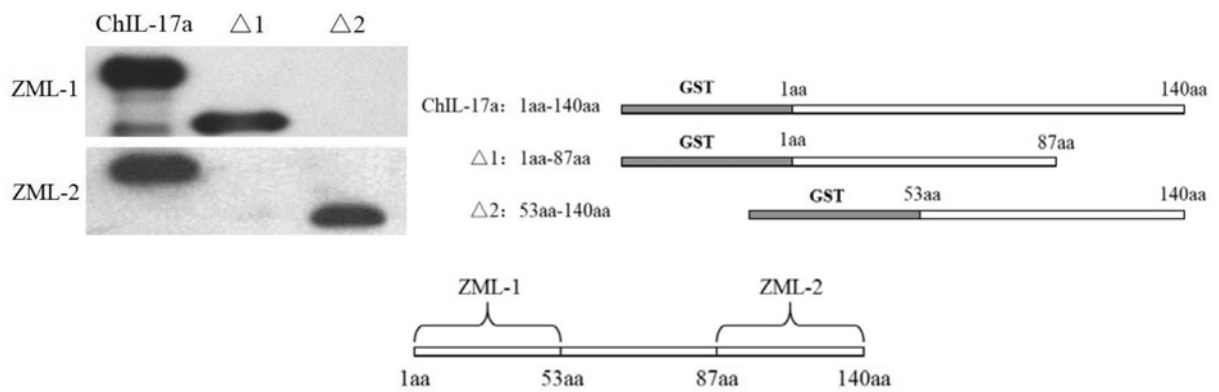 ChIL-17a △1 △2
ZML-1
ZML-2
GST 1aa 140aa
ChIL-17a: 1aa-140aa
GST 1aa 87aa
△1: 1aa-87aa
GST 53aa 140aa
△2: 53aa-140aa
ZML-1 ZML-2
1aa 53aa 87aa 140aa